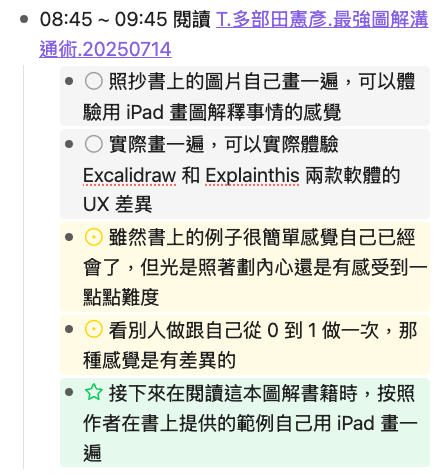 08:45 ~ 09:45 閱讀 T.多部田憲彦.最強圖解溝
通術.20250714
照抄書上的圖片自己畫一遍，可以體
驗用 iPad 畫圖解釋事情的感覺
實際畫一遍，可以實際體驗
Excalidraw 和 Explainthis 兩款軟體的
UX 差異
雖然書上的例子很簡單感覺自己已經
會了，但光是照著劃內心還是有感受到一
點點難度
看別人做跟自己從 0 到 1 做一次，那
種感覺是有差異的
接下來在閱讀這本圖解書籍時，按照
作者在書上提供的範例自己用 iPad 畫一
遍